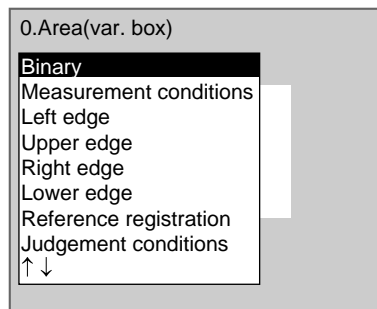 0.Area(var. box)
Binary
Measurement conditions
Left edge
Upper edge
Right edge
Lower edge
Reference registration
Judgement conditions
↑↓